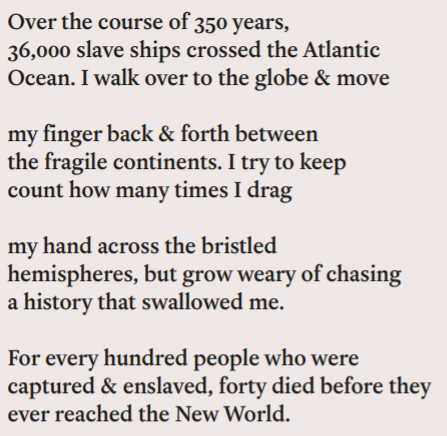 Over the course of 350 years,
36,000 slave ships crossed the Atlantic
Ocean. I walk over to the globe & move
my finger back & forth between
the fragile continents. I try to keep
count how many times I drag
my hand across the bristled
hemispheres, but grow weary of chasing
a history that swallowed me.
For every hundred people who were
captured & enslaved, forty died before they
ever reached the New World.